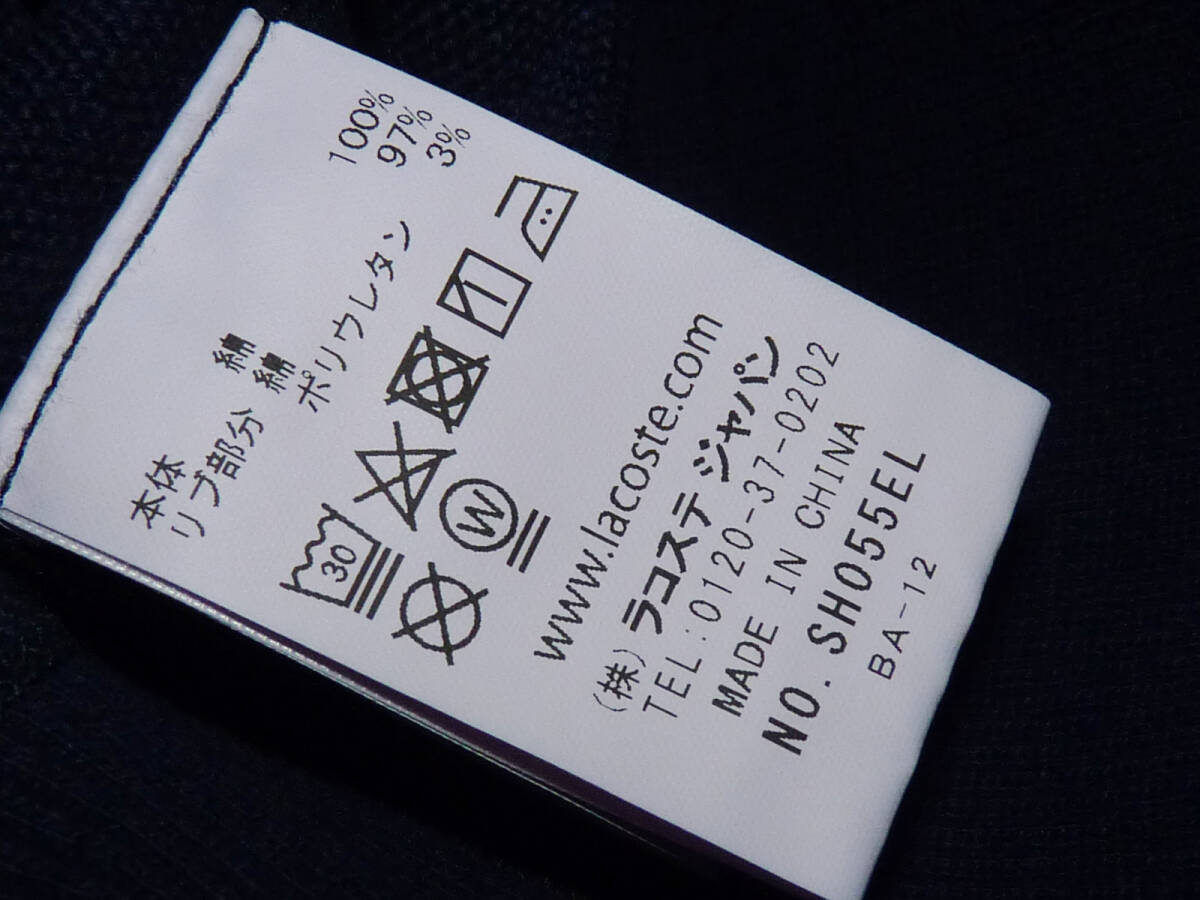 本体 綿 100%
リブ部分 綿 97%
ポリウレタン 3%
30
W
www.lacoste.com
(株) ラコステ ジャパン
TEL:0120-37-0202
MADE IN CHINA
NO. SH055EL
BA-12